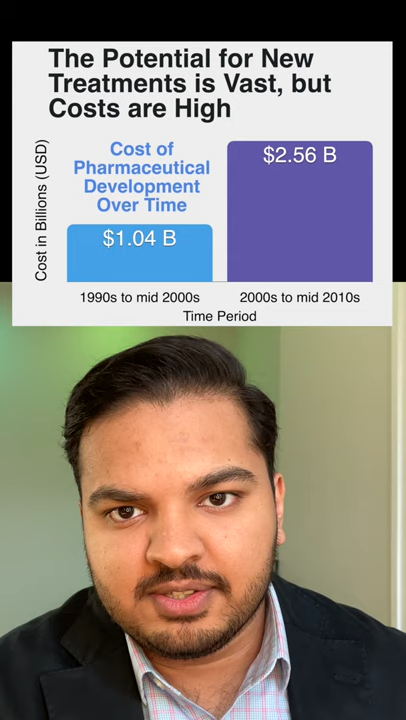 The Potential for New
Treatments is Vast, but
Costs are High
Cost in Billions (USD)
Cost of
Pharmaceutical
Development
Over Time
$1.04 B
$2.56 B
1990s to mid 2000s
2000s to mid 2010s
Time Period